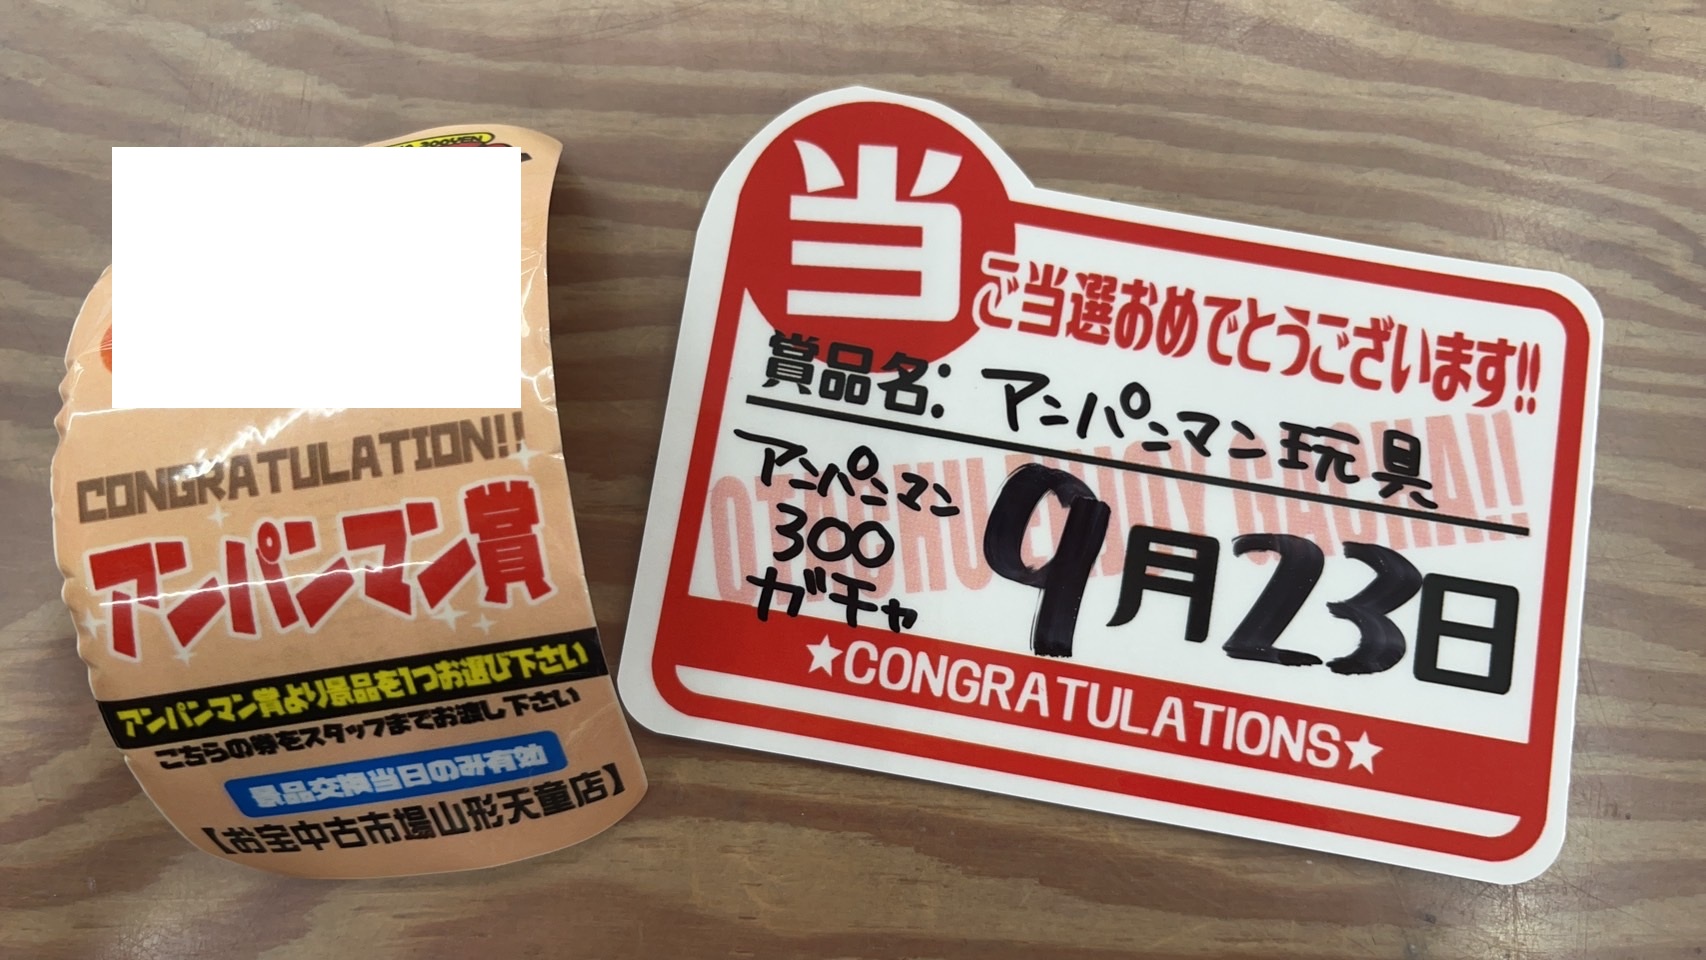 300YEN
CONGRATULATION!!
アンパンマン賞
アンパンマン賞より景品を1つお選び下さい
こちらの券をスタッフまでお渡し下さい
景品交換当日のみ有効
【お宝中古市場山形天童店】
当
ご当選おめでとうございます!!
賞品名:アンパンマン玩具
アンパンマン
300
ガチャ
9月23日
★CONGRATULATIONS★